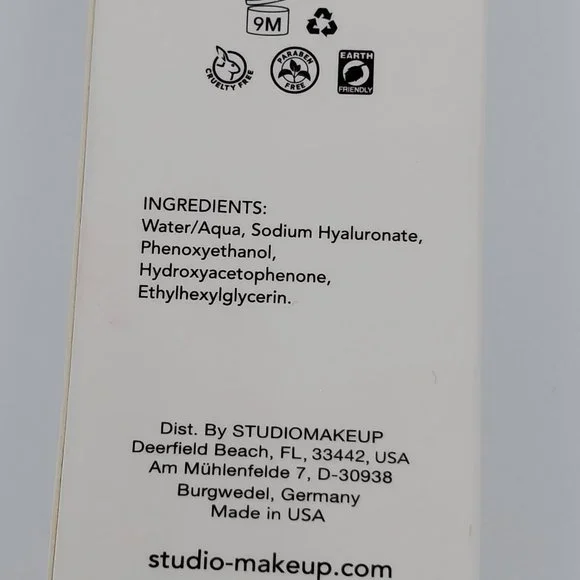 9M
CRUELTY FREE
PARABEN
FREE
EARTH
FRIENDLY
INGREDIENTS:
Water/Aqua, Sodium Hyaluronate,
Phenoxyethanol,
Hydroxyacetophenone,
Ethylhexylglycerin.
Dist. By STUDIOMAKEUP
Deerfield Beach, FL, 33442, USA
Am Mühlenfelde 7, D-30938
Burgwedel, Germany
Made in USA
studio-makeup.com